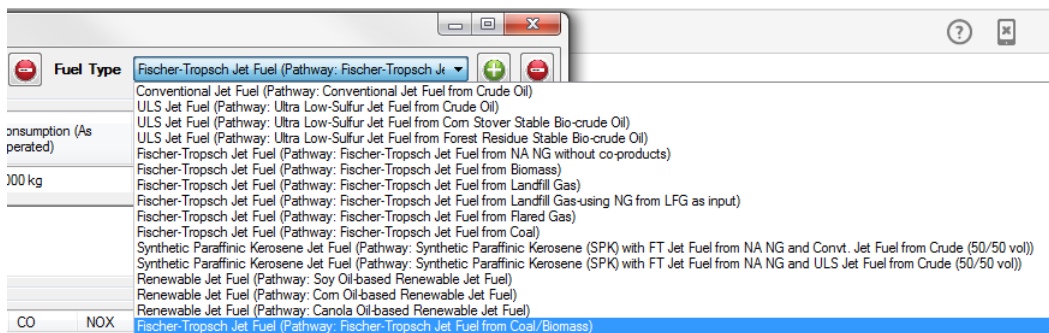 Fuel Type
Fischer-Tropsch Jet Fuel (Pathway: Fischer-Tropsch Je
Conventional Jet Fuel (Pathway: Conventional Jet Fuel from Crude Oil)
ULS Jet Fuel (Pathway: Ultra Low-Sulfur Jet Fuel from Crude Oil)
ULS Jet Fuel (Pathway: Ultra Low-Sulfur Jet Fuel from Corn Stover Stable Bio-crude Oil)
ULS Jet Fuel (Pathway: Ultra Low-Sulfur Jet Fuel from Forest Residue Stable Bio-crude Oil)
Fischer-Tropsch Jet Fuel (Pathway: Fischer-Tropsch Jet Fuel from NA NG without co-products)
Fischer-Tropsch Jet Fuel (Pathway: Fischer-Tropsch Jet Fuel from Biomass)
Fischer-Tropsch Jet Fuel (Pathway: Fischer-Tropsch Jet Fuel from Landfill Gas)
Fischer-Tropsch Jet Fuel (Pathway: Fischer-Tropsch Jet Fuel from Landfill Gas-using NG from LFG as input)
Fischer-Tropsch Jet Fuel (Pathway: Fischer-Tropsch Jet Fuel from Flared Gas)
Fischer-Tropsch Jet Fuel (Pathway: Fischer-Tropsch Jet Fuel from Coal)
Synthetic Paraffinic Kerosene Jet Fuel (Pathway: Synthetic Paraffinic Kerosene (SPK) with FT Jet Fuel from NA NG and Convt. Jet Fuel from Crude (50/50 vol))
Synthetic Paraffinic Kerosene Jet Fuel (Pathway: Synthetic Paraffinic Kerosene (SPK) with FT Jet Fuel from NA NG and ULS Jet Fuel from Crude (50/50 vol))
Renewable Jet Fuel (Pathway: Soy Oil-based Renewable Jet Fuel)
Renewable Jet Fuel (Pathway: Corn Oil-based Renewable Jet Fuel)
Renewable Jet Fuel (Pathway: Canola Oil-based Renewable Jet Fuel)
Fischer-Tropsch Jet Fuel (Pathway: Fischer-Tropsch Jet Fuel from Coal/Biomass)
onsumption (As
perated)
000 kg
CO NOX